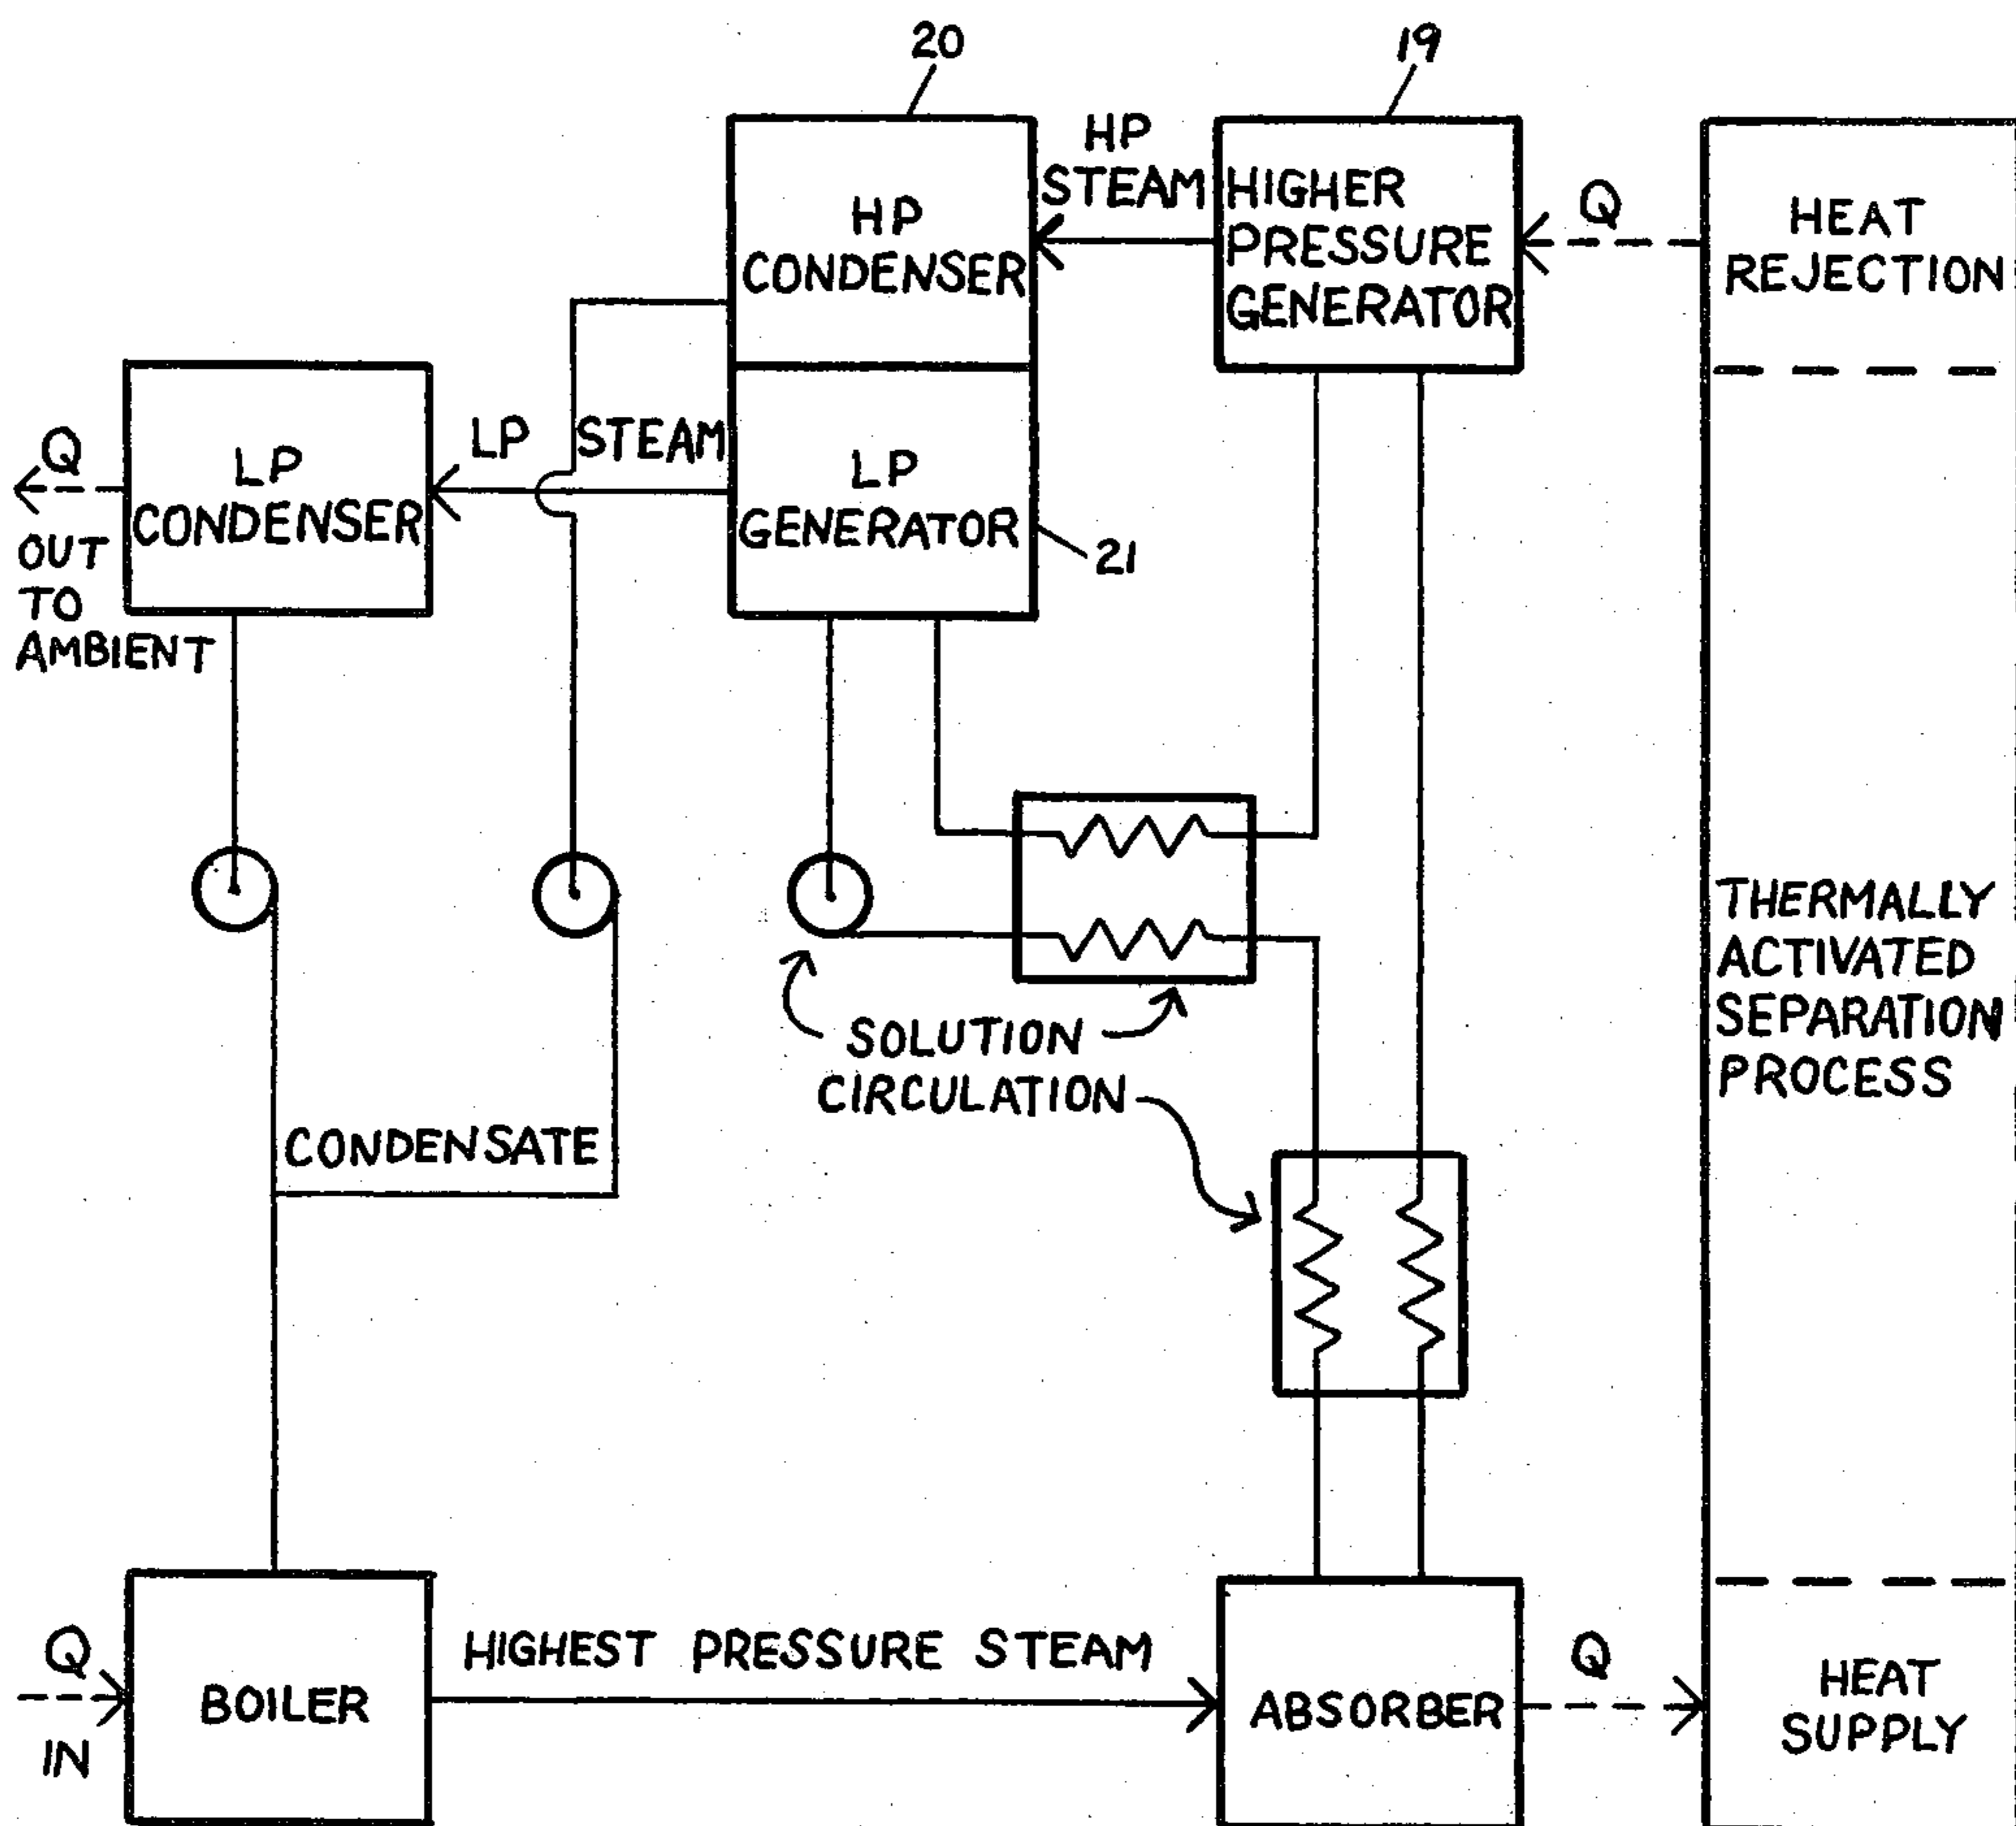 20
19
HP
STEAM
HP
CONDENSER
HIGHER
PRESSURE
GENERATOR
Q
HEAT
REJECTION
Q
OUT
TO
AMBIENT
LP
CONDENSER
LP STEAM
LP
GENERATOR
21
SOLUTION
CIRCULATION
THERMALLY
ACTIVATED
SEPARATION
PROCESS
CONDENSATE
Q
IN
BOILER
HIGHEST PRESSURE STEAM
ABSORBER
Q
HEAT
SUPPLY